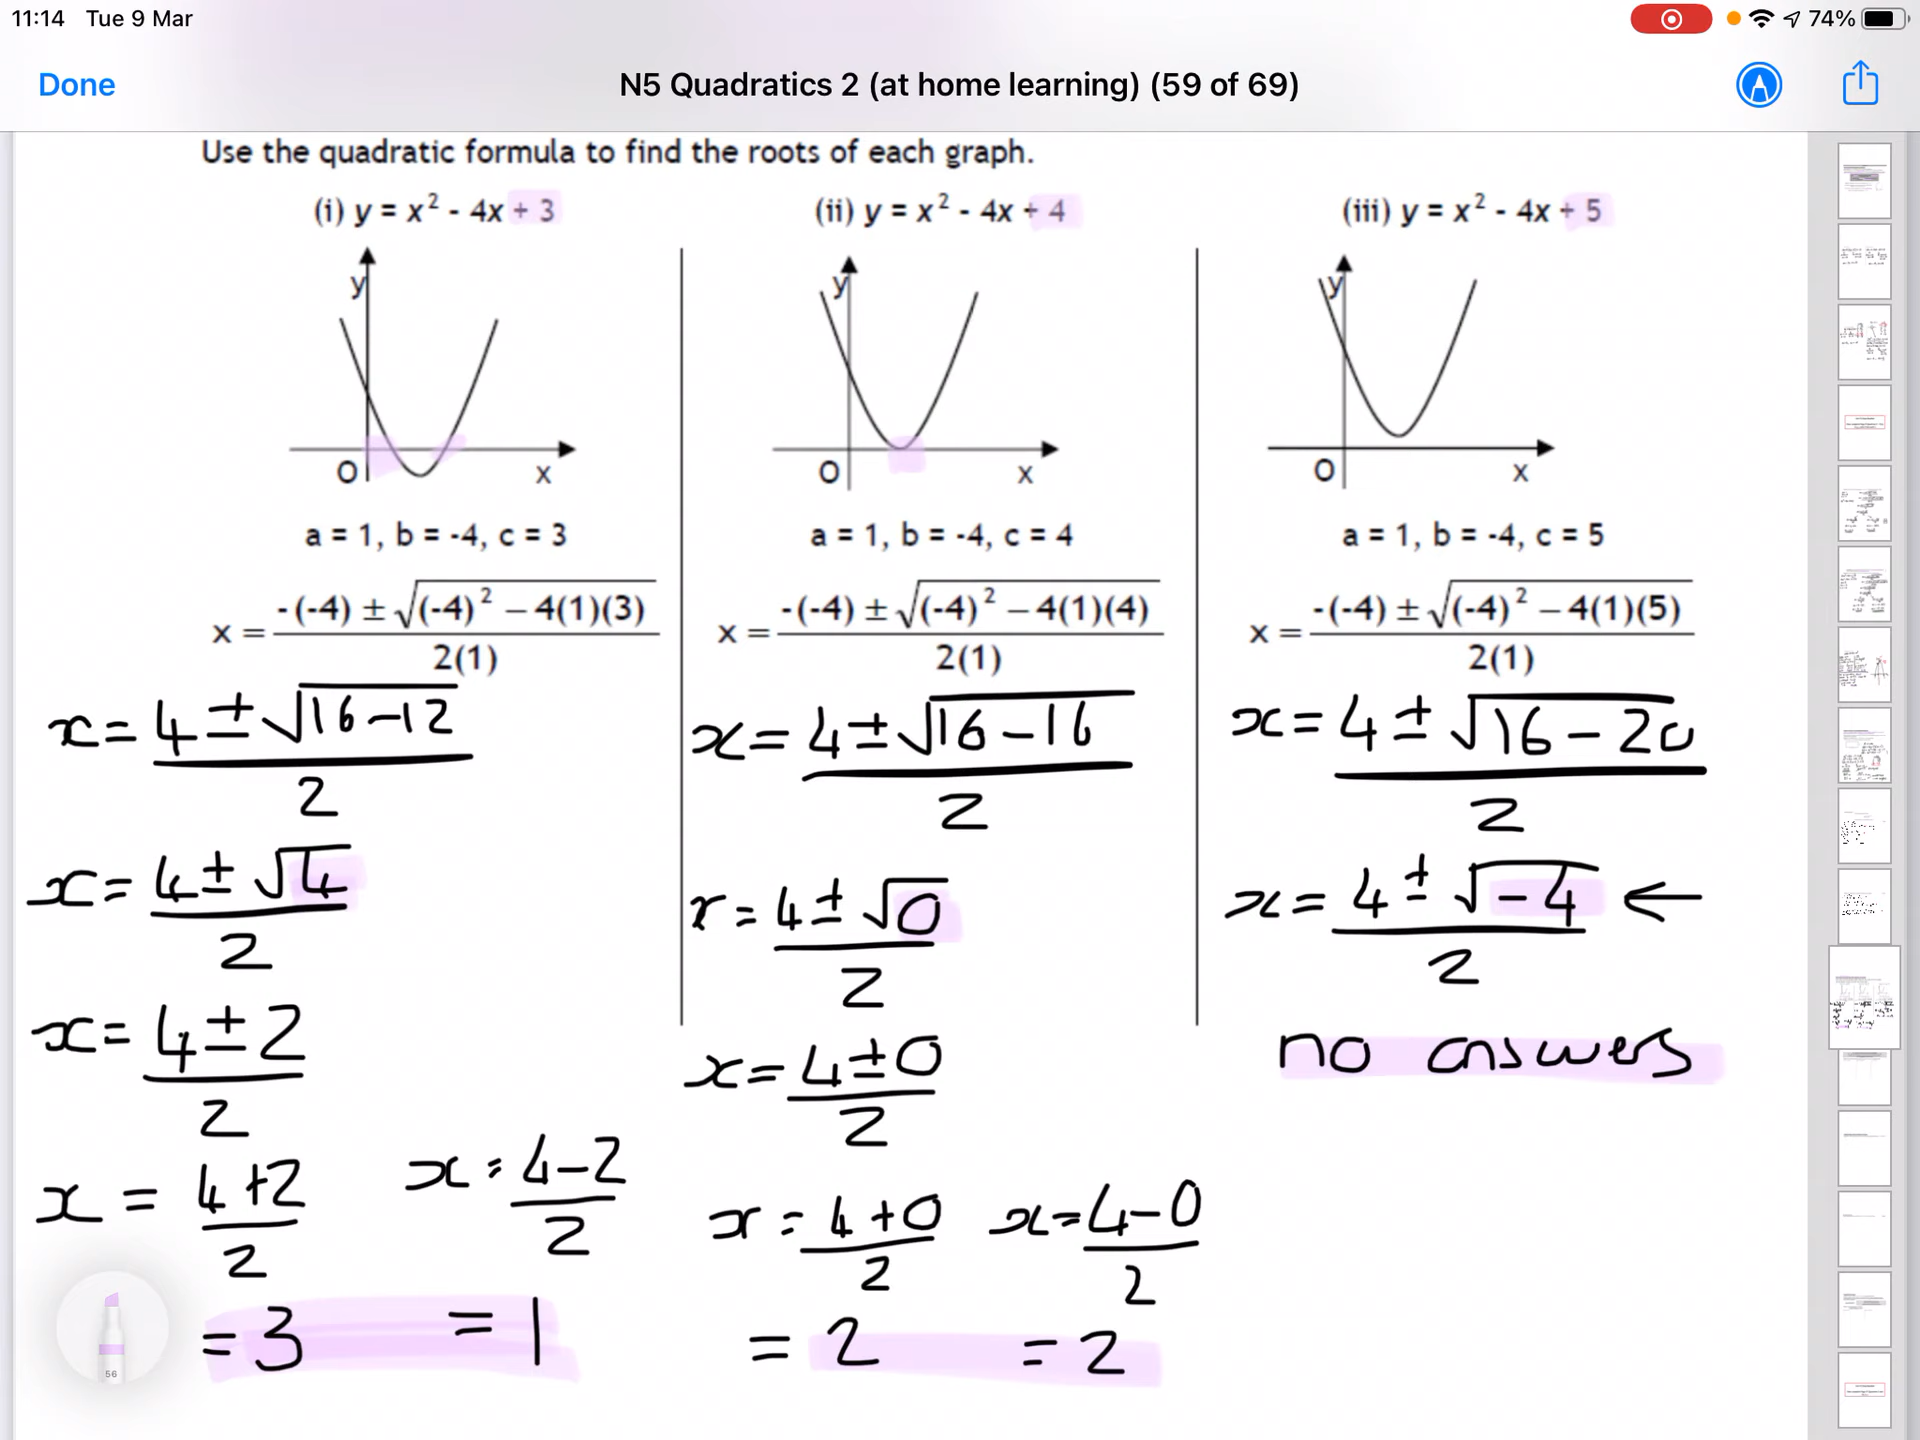 11:14 Tue 9 Mar 74%
Done N5 Quadratics 2 (at home learning) (59 of 69)
Use the quadratic formula to find the roots of each graph.
(i) y = x² - 4x + 3
y
O x
a = 1, b = -4, c = 3
x = -(-4) ± √(-4)² – 4(1)(3) / 2(1)
x = 4 ± √16-12 / 2
x = 4 ± √4 / 2
x = 4 ± 2 / 2
x = 4+2 / 2 x = 4-2 / 2
= 3 = 1
(ii) y = x² - 4x + 4
y
O x
a = 1, b = -4, c = 4
x = -(-4) ± √(-4)² – 4(1)(4) / 2(1)
x = 4 ± √16-16 / 2
x = 4 ± √0 / 2
x = 4 ± 0 / 2
x = 4+0 / 2 x = 4-0 / 2
= 2 = 2
(iii) y = x² - 4x + 5
y
O x
a = 1, b = -4, c = 5
x = -(-4) ± √(-4)² – 4(1)(5) / 2(1)
x = 4 ± √16-20 / 2
x = 4 ± √-4 / 2 ←
no answers
56